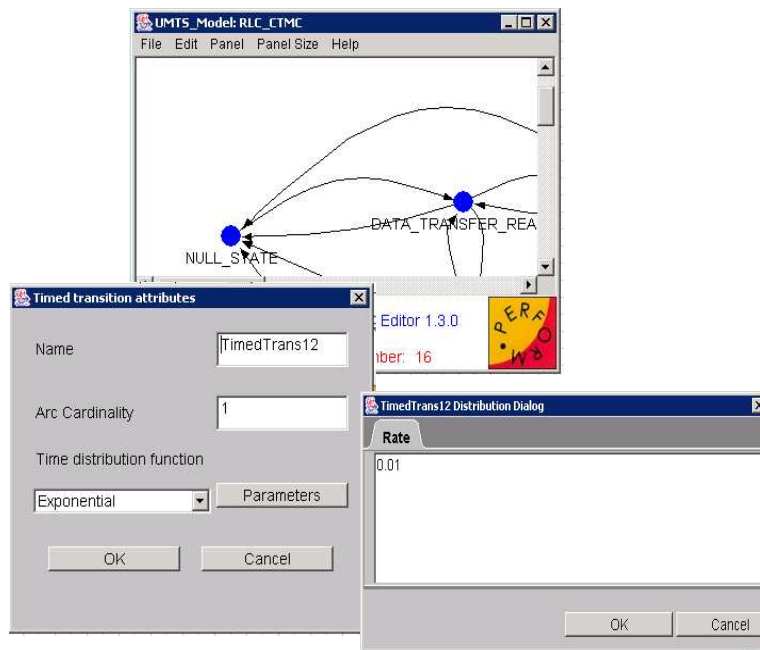 UMTS_Model: RLC_CTMC
File Edit Panel Panel Size Help
DATA_TRANSFER_REA
NULL_STATE
Timed transition attributes
Editor 1.3.0
PERFORM
nber: 16
Name
TimedTrans12
Arc Cardinality
1
Time distribution function
Exponential
Parameters
OK
Cancel
TimedTrans12 Distribution Dialog
Rate
0.01
OK
Cancel